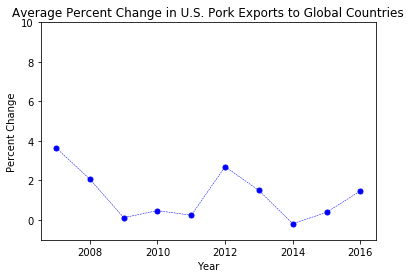 Average Percent Change in U.S. Pork Exports to Global Countries
10
8
6
4
2
0
Percent Change
2008 2010 2012 2014 2016
Year